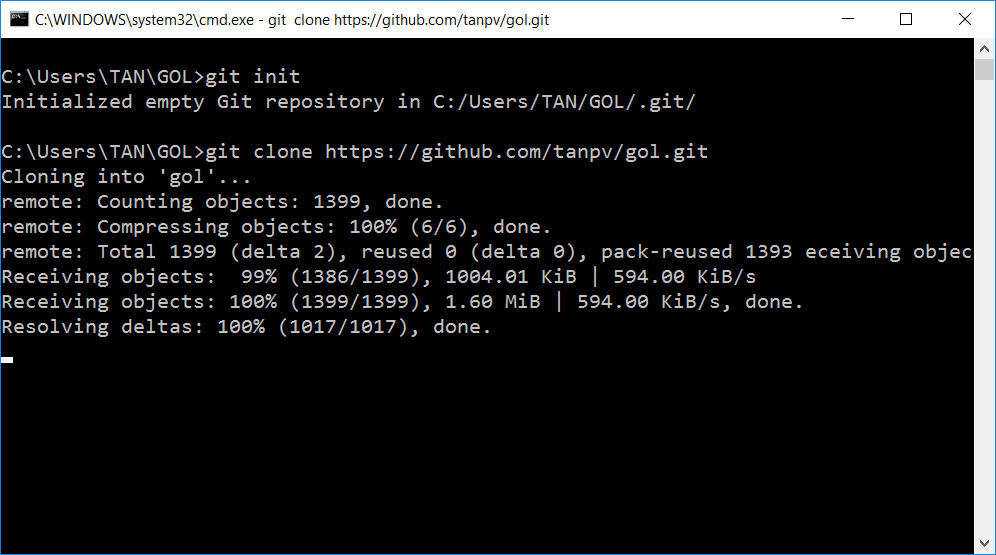 C:\WINDOWS\system32\cmd.exe - git  clone https://github.com/tanpv/gol.git
C:\Users\TAN\GOL>git init
Initialized empty Git repository in C:/Users/TAN/GOL/.git/
C:\Users\TAN\GOL>git clone https://github.com/tanpv/gol.git
Cloning into 'gol'...
remote: Counting objects: 1399, done.
remote: Compressing objects: 100% (6/6), done.
remote: Total 1399 (delta 2), reused 0 (delta 0), pack-reused 1393 eceiving objec
Receiving objects:  99% (1386/1399), 1004.01 KiB | 594.00 KiB/s
Receiving objects: 100% (1399/1399), 1.60 MiB | 594.00 KiB/s, done.
Resolving deltas: 100% (1017/1017), done.